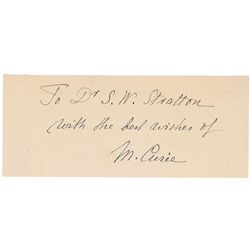 To Dr S. W. Stratton
with the best wishes of
M. Curie